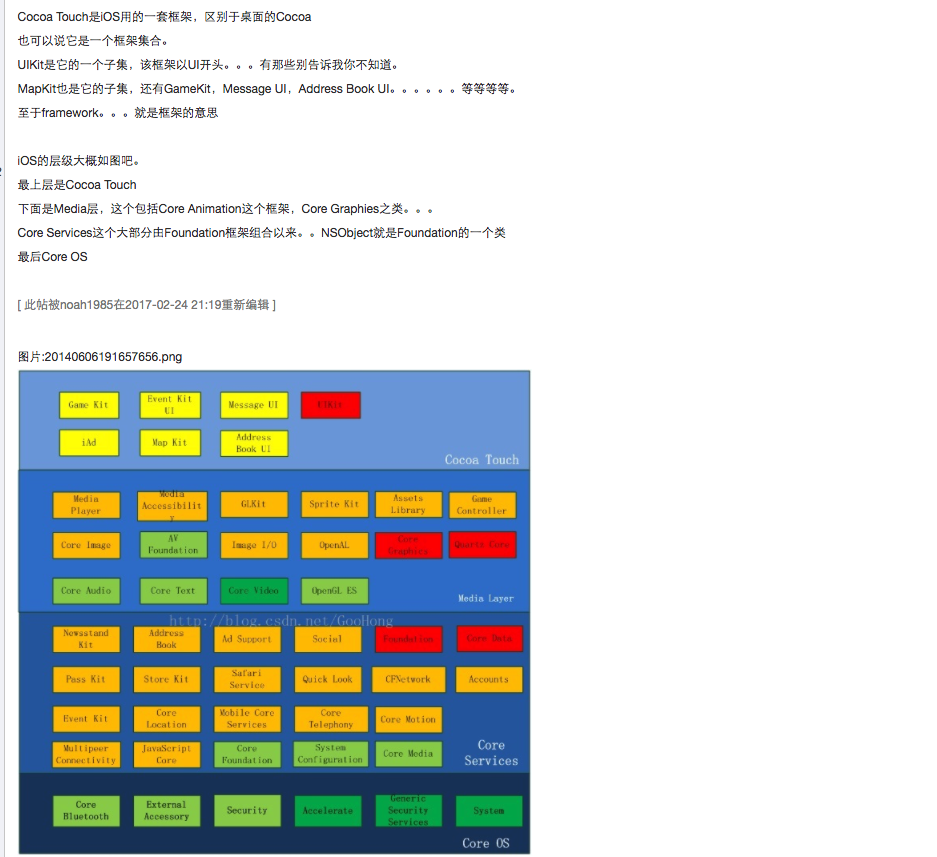 Cocoa Touch是iOS用的一套框架，区别于桌面的Cocoa
也可以说它是一个框架集合。
UIKit是它的一个子集，该框架以UI开头。。。有那些别告诉我你不知道。
MapKit也是它的子集，还有GameKit，Message UI，Address Book UI。。。。。。等等等等。
至于framework。。。就是框架的意思
iOS的层级大概如图吧。
最上层是Cocoa Touch
下面是Media层，这个包括Core Animation这个框架，Core Graphies之类。。。
Core Services这个大部分由Foundation框架组合以来。。NSObject就是Foundation的一个类
最后Core OS
[ 此帖被noah1985在2017-02-24 21:19重新编辑 ]
图片:20140606191657656.png
Game Kit
Event Kit
UI
Message UI
UIKit
iAd
Map Kit
Address
Book UI
Cocoa Touch
Media
Player
Media
Accessibilit
y
GLKit
Sprite Kit
Assets
Library
Game
Controller
Core Image
AV
Foundation
Image I/O
OpenAL
Core
Graphics
Quartz Core
Core Audio
Core Text
Core Video
OpenGL ES
Media Layer
http://blog.csdn.net/GooHong
Newsstand
Kit
Address
Book
Ad Support
Social
Foundation
Core Data
Pass Kit
Store Kit
Safari
Service
Quick Look
CFNetwork
Accounts
Event Kit
Core
Location
Mobile Core
Services
Core
Telephony
Core Motion
Multipeer
Connectivity
JavaScript
Core
Core
Foundation
System
Configuration
Core Media
Core
Services
Core
Bluetooth
External
Accessory
Security
Accelerate
Generic
Security
Services
System
Core OS